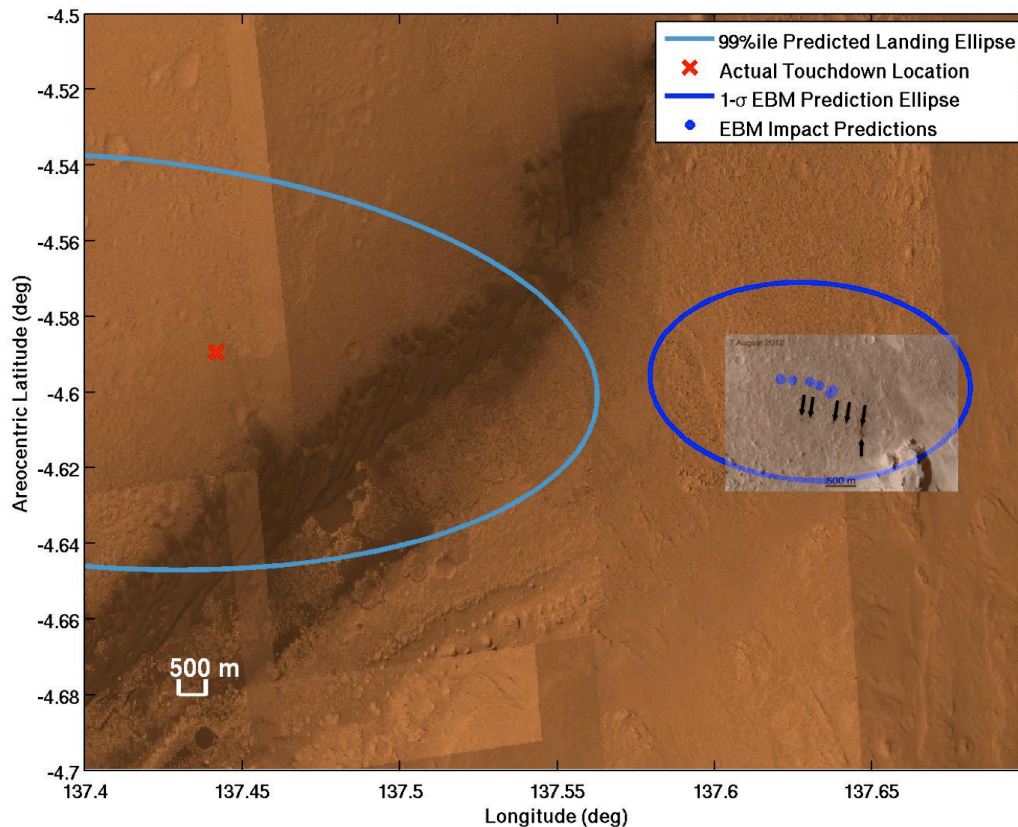 -4.5
-4.52
-4.54
-4.56
-4.58
-4.6
-4.62
-4.64
-4.66
-4.68
-4.7
Areocentric Latitude (deg)
99%ile Predicted Landing Ellipse
Actual Touchdown Location
1-σ EBM Prediction Ellipse
EBM Impact Predictions
7 August 2012
500 m
500 m
137.4
137.45
137.5
137.55
137.6
137.65
Longitude (deg)